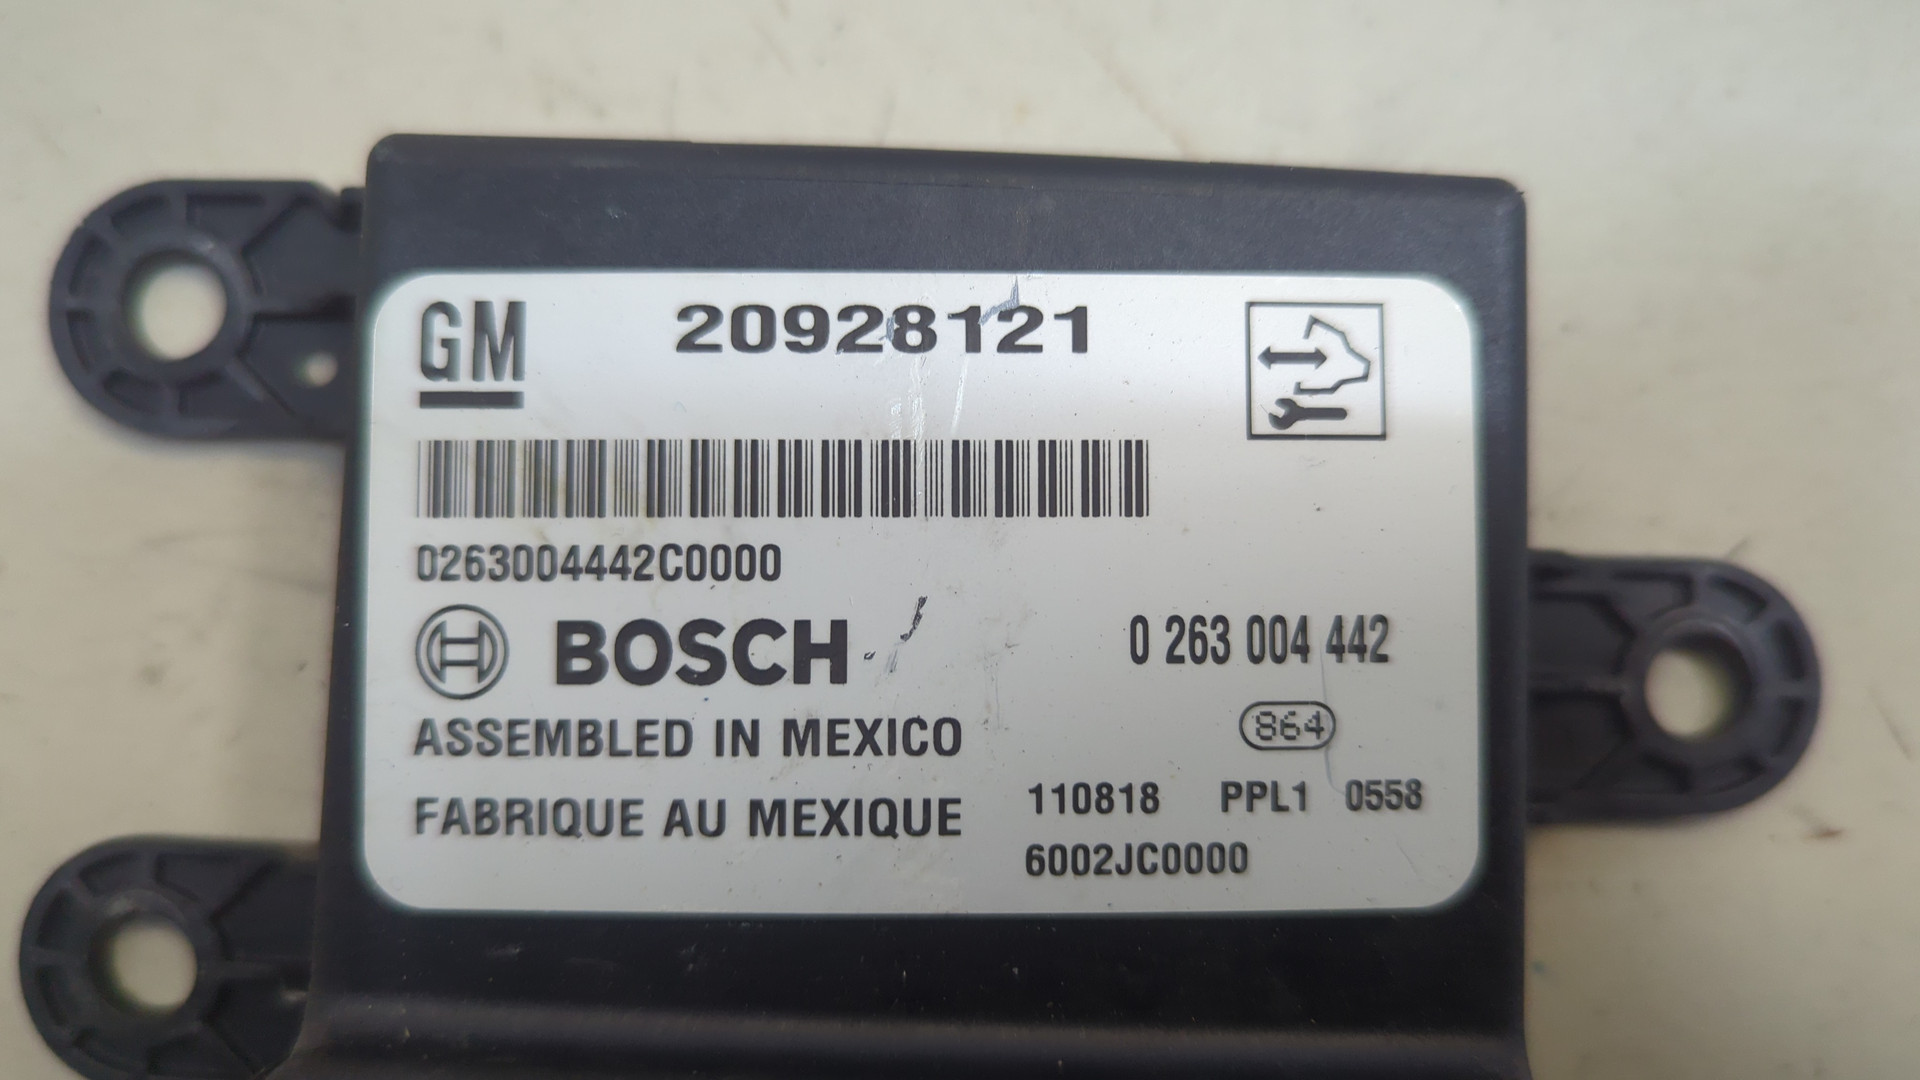 GM 20928121
0263004442C0000
BOSCH 0 263 004 442
ASSEMBLED IN MEXICO 864
FABRIQUE AU MEXIQUE 110818 PPL1 0558
6002JC0000